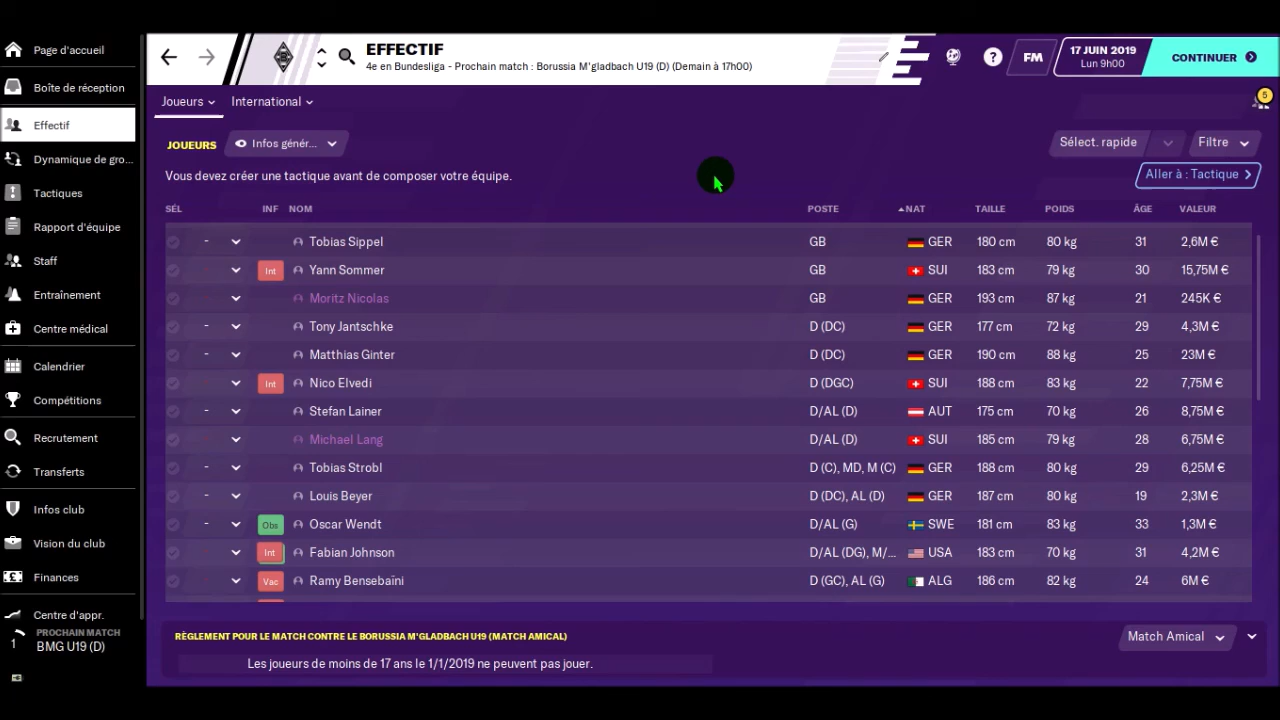 Page d'accueil
Boîte de réception
Effectif
Dynamique de gro...
Tactiques
Rapport d'équipe
Staff
Entraînement
Centre médical
Calendrier
Compétitions
Recrutement
Transferts
Infos club
Vision du club
Finances
Centre d'appr.
1 PROCHAIN MATCH
BMG U19 (D)
EFFECTIF
4e en Bundesliga - Prochain match : Borussia M'gladbach U19 (D) (Demain à 17h00)
? FM
17 JUIN 2019
Lun 9h00
CONTINUER
Joueurs International
5
JOUEURS Infos génér... Sélect. rapide Filtre
Vous devez créer une tactique avant de composer votre équipe. Aller à : Tactique
SÉL INF NOM POSTE NAT TAILLE POIDS ÂGE VALEUR
- Tobias Sippel GB GER 180 cm 80 kg 31 2,6M €
- Int Yann Sommer GB SUI 183 cm 79 kg 30 15,75M €
Moritz Nicolas GB GER 193 cm 87 kg 21 245K €
- Tony Jantschke D (DC) GER 177 cm 72 kg 29 4,3M €
- Matthias Ginter D (DC) GER 190 cm 88 kg 25 23M €
- Int Nico Elvedi D (DGC) SUI 188 cm 83 kg 22 7,75M €
- Stefan Lainer D/AL (D) AUT 175 cm 70 kg 26 8,75M €
- Michael Lang D/AL (D) SUI 185 cm 79 kg 28 6,75M €
- Tobias Strobl D (C), MD, M (C) GER 188 cm 80 kg 29 6,25M €
- Louis Beyer D (DC), AL (D) GER 187 cm 80 kg 19 2,3M €
- Obs Oscar Wendt D/AL (G) SWE 181 cm 83 kg 33 1,3M €
Int Fabian Johnson D/AL (DG), M/... USA 183 cm 70 kg 31 4,2M €
Vac Ramy Bensebaïni D (GC), AL (G) ALG 186 cm 82 kg 24 6M €
RÈGLEMENT POUR LE MATCH CONTRE LE BORUSSIA M'GLADBACH U19 (MATCH AMICAL) Match Amical
Les joueurs de moins de 17 ans le 1/1/2019 ne peuvent pas jouer.